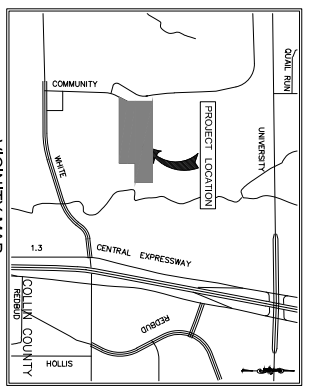 QUAIL RUN
COMMUNITY
PROJECT LOCATION
UNIVERSITY
WHITE
1.3
CENTRAL EXPRESSWAY
REDBUD
COLLIN COUNTY
REDBUD
HOLLIS